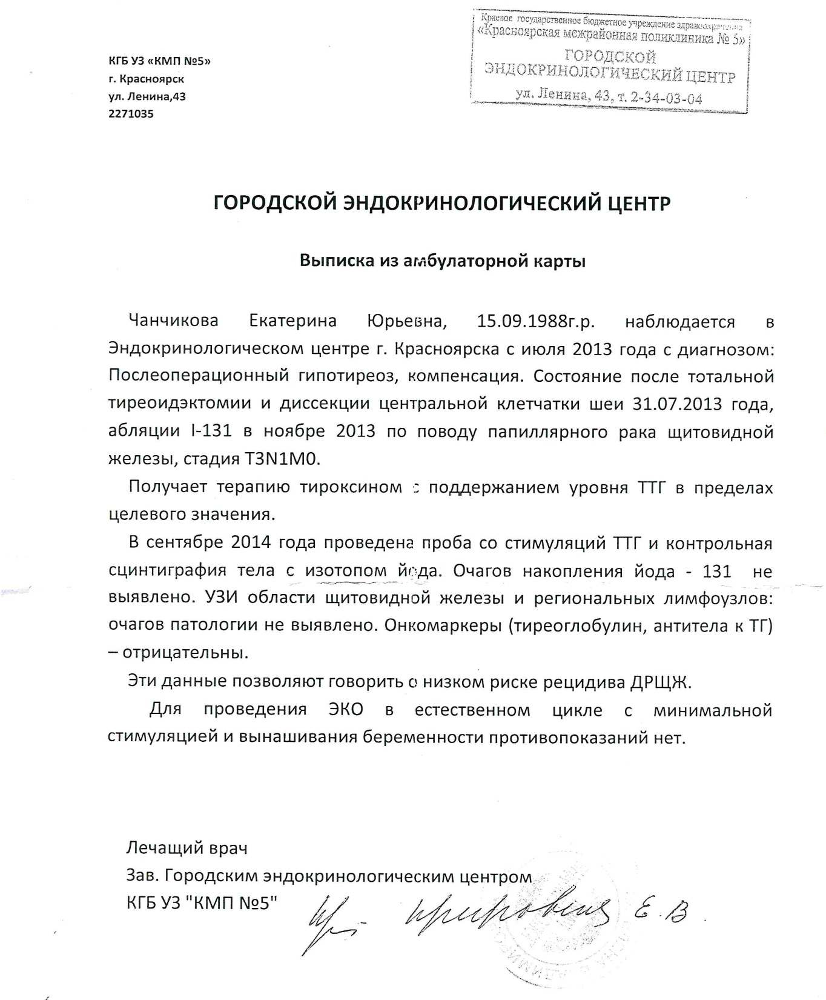 Краевое государственное бюджетное учреждение здравоохранения
«Красноярская межрайонная поликлиника № 5»
ГОРОДСКОЙ
ЭНДОКРИНОЛОГИЧЕСКИЙ ЦЕНТР
ул. Ленина, 43, т. 2-34-03-04
КГБ УЗ «КМП №5»
г. Красноярск
ул. Ленина,43
2271035
ГОРОДСКОЙ ЭНДОКРИНОЛОГИЧЕСКИЙ ЦЕНТР
Выписка из амбулаторной карты
Чанчикова Екатерина Юрьевна, 15.09.1988г.р. наблюдается в
Эндокринологическом центре г. Красноярска с июля 2013 года с диагнозом:
Послеоперационный гипотиреоз, компенсация. Состояние после тотальной
тиреоидэктомии и диссекции центральной клетчатки шеи 31.07.2013 года,
абляции I-131 в ноябре 2013 по поводу папиллярного рака щитовидной
железы, стадия T3N1M0.
Получает терапию тироксином с поддержанием уровня ТТГ в пределах
целевого значения.
В сентябре 2014 года проведена проба со стимуляций ТТГ и контрольная
сцинтиграфия тела с изотопом йода. Очагов накопления йода - 131 не
выявлено. УЗИ области щитовидной железы и региональных лимфоузлов:
очагов патологии не выявлено. Онкомаркеры (тиреоглобулин, антитела к ТГ)
– отрицательны.
Эти данные позволяют говорить о низком риске рецидива ДРЩЖ.
Для проведения ЭКО в естественном цикле с минимальной
стимуляцией и вынашивания беременности противопоказаний нет.
Лечащий врач
Зав. Городским эндокринологическим центром
КГБ УЗ "КМП №5"
Е.В.